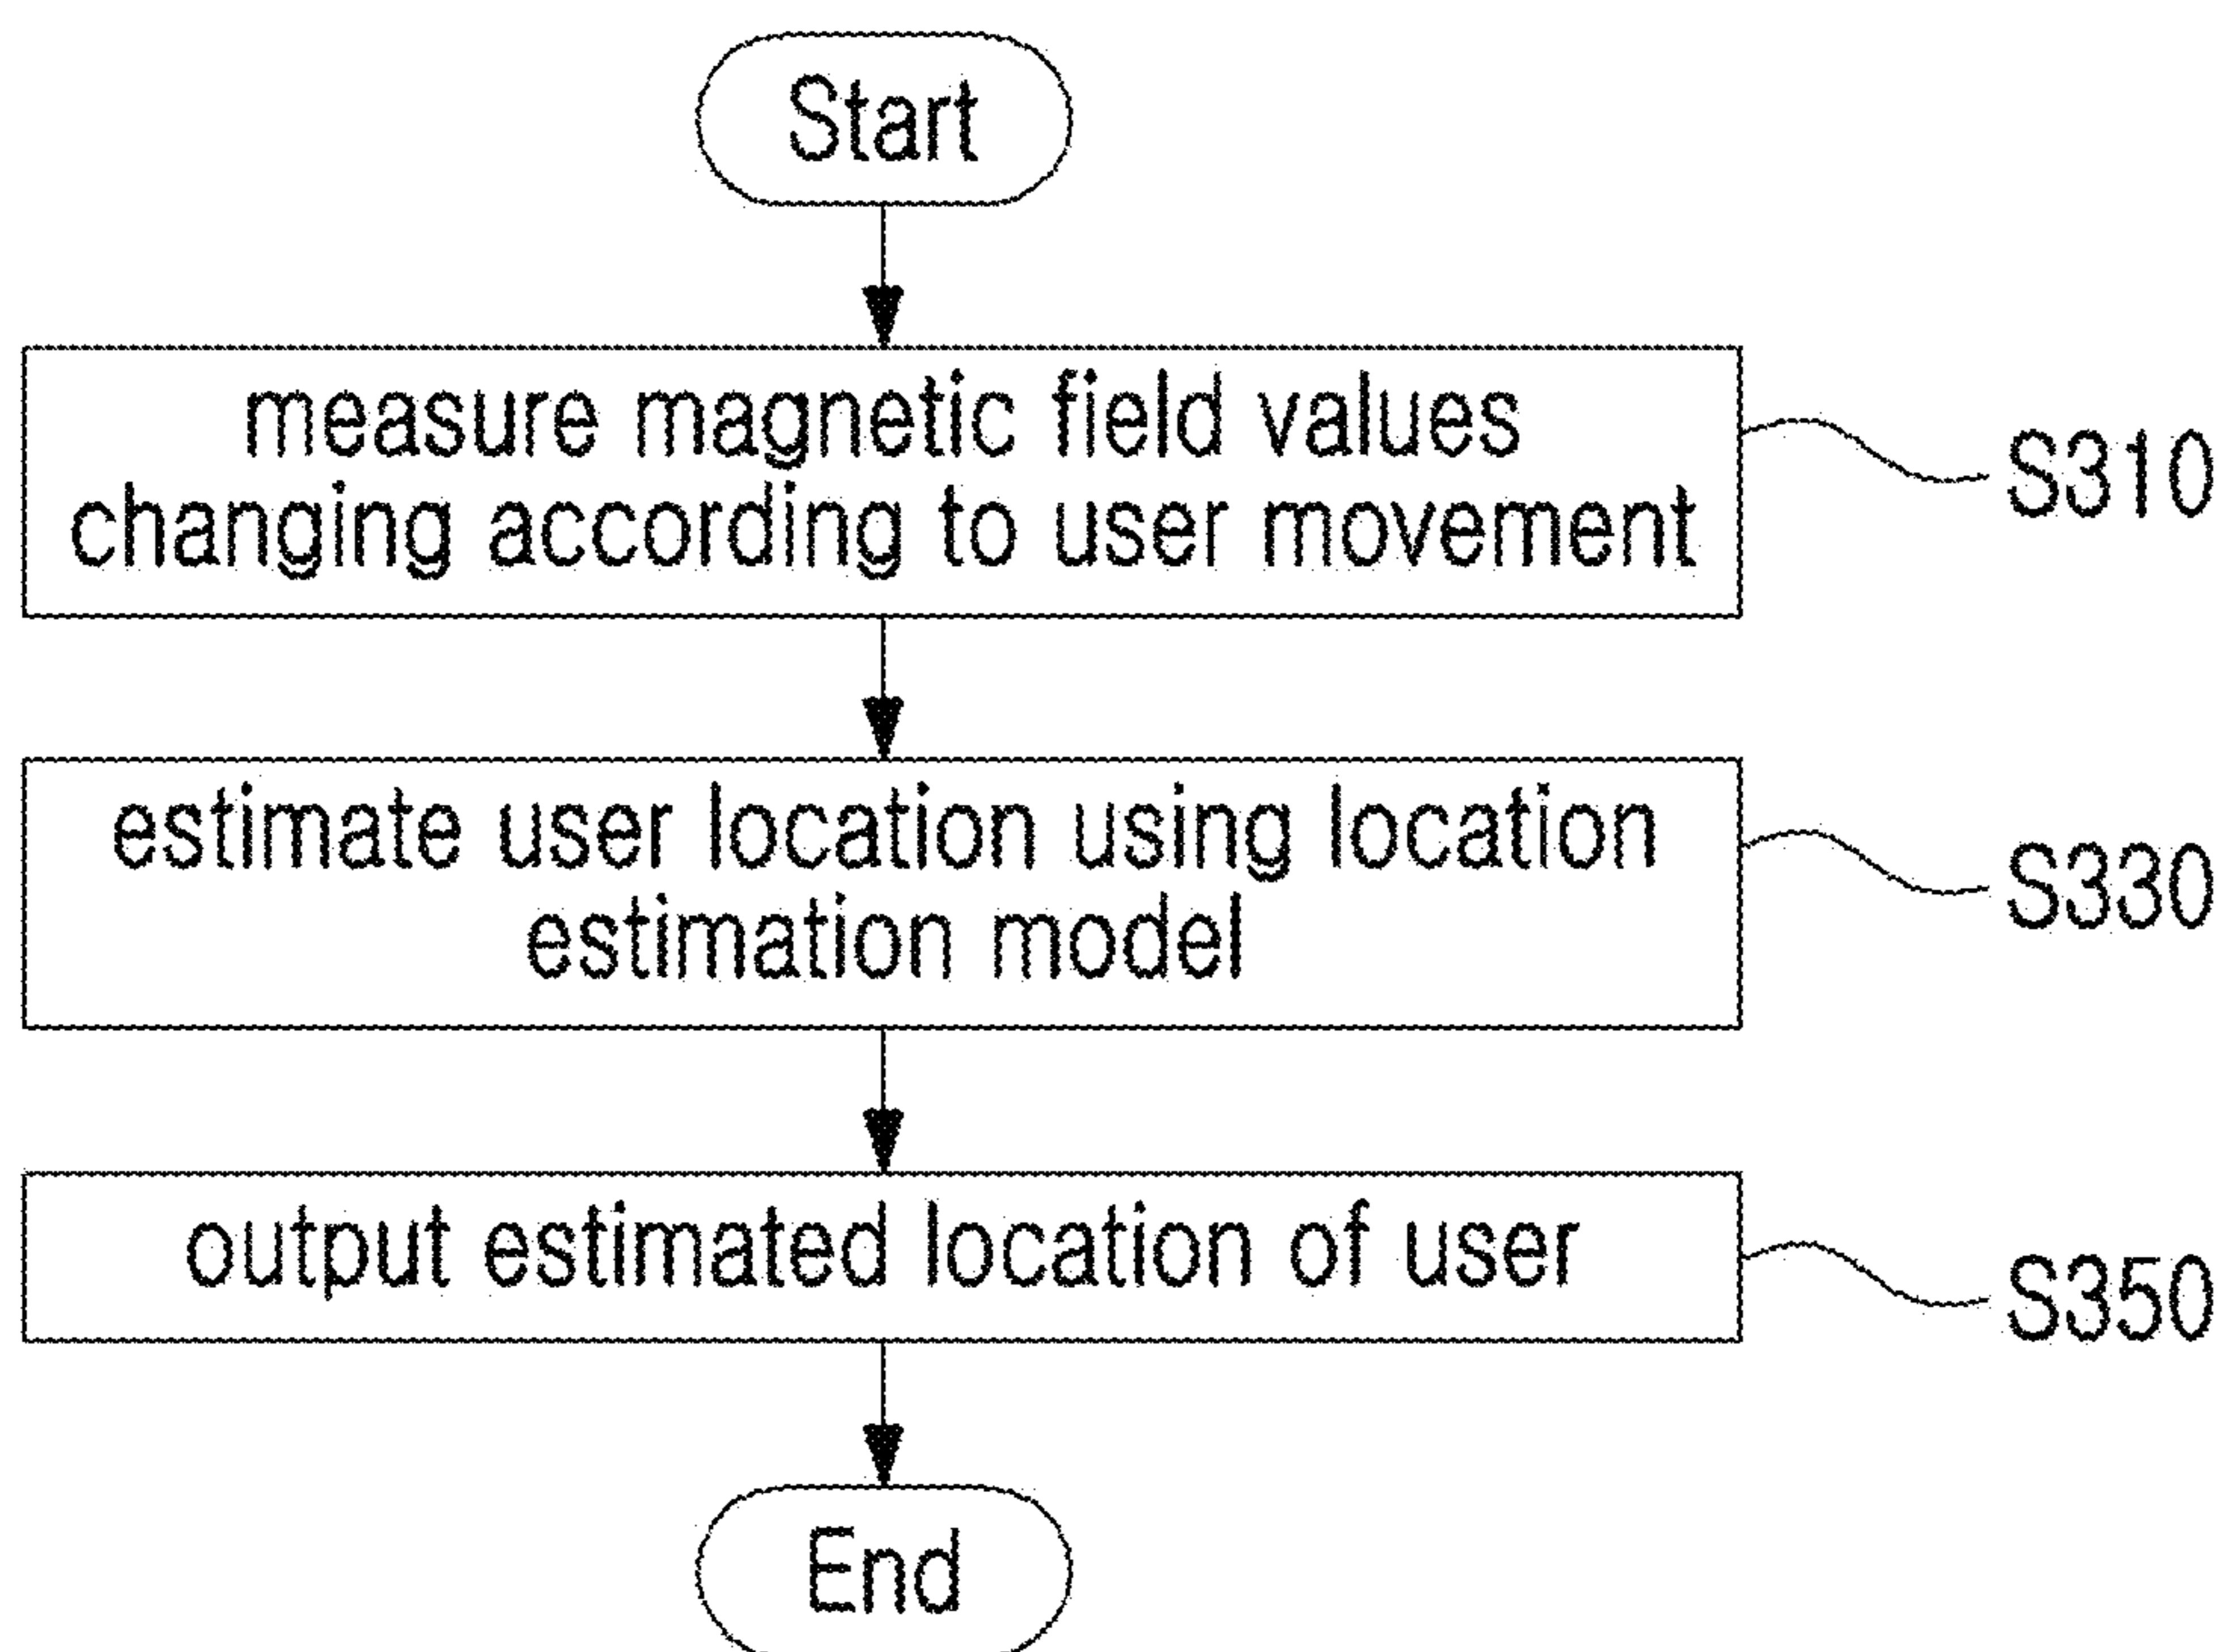 Start
measure magnetic field values
changing according to user movement
S310
estimate user location using location
estimation model
S330
output estimated location of user
S350
End